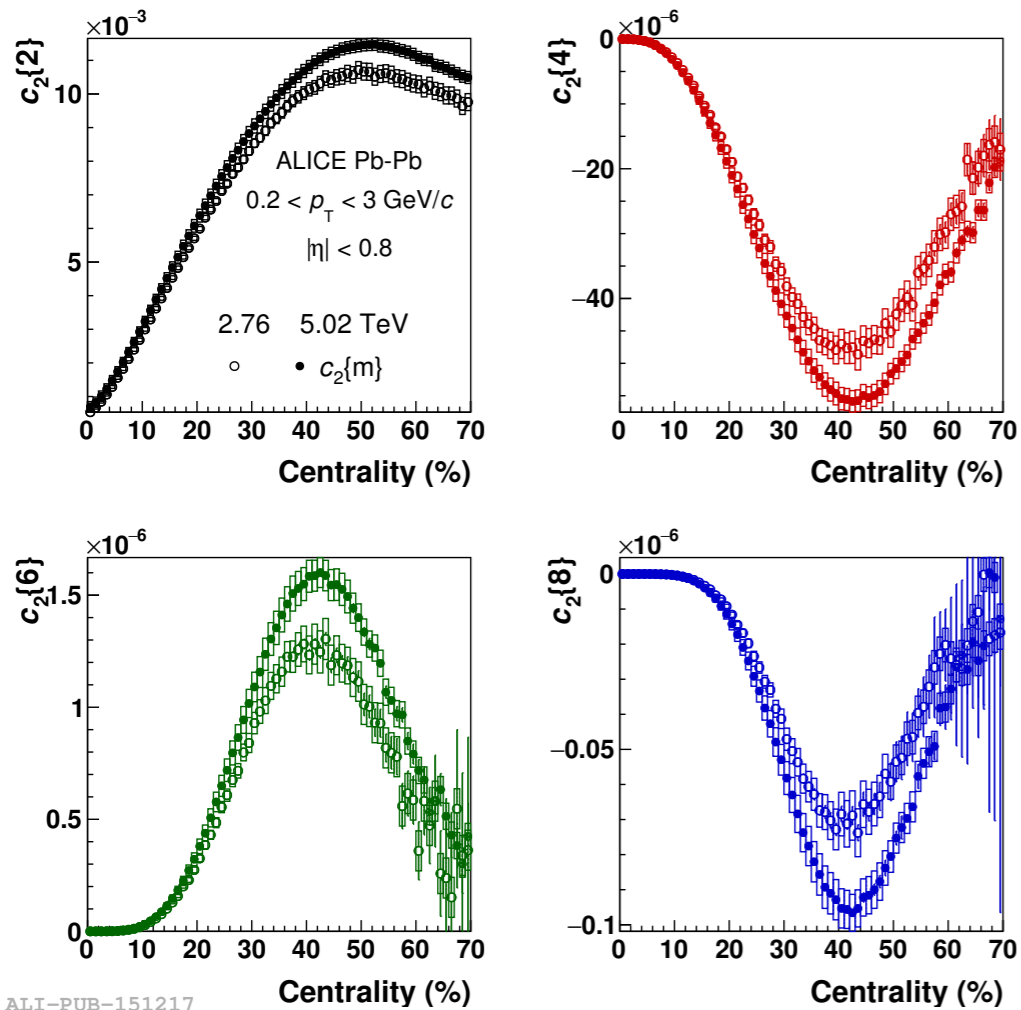 ×10⁻³
c₂{2}
10
5
ALICE Pb-Pb
0.2 < p_T < 3 GeV/c
|η| < 0.8
2.76 5.02 TeV
c₂{m}
0 10 20 30 40 50 60 70
Centrality (%)
×10⁻⁶
c₂{4}
0
−20
−40
0 10 20 30 40 50 60 70
Centrality (%)
×10⁻⁶
c₂{6}
1.5
1
0.5
0
0 10 20 30 40 50 60 70
Centrality (%)
×10⁻⁶
c₂{8}
0
−0.05
−0.1
0 10 20 30 40 50 60 70
Centrality (%)
ALI−PUB−151217